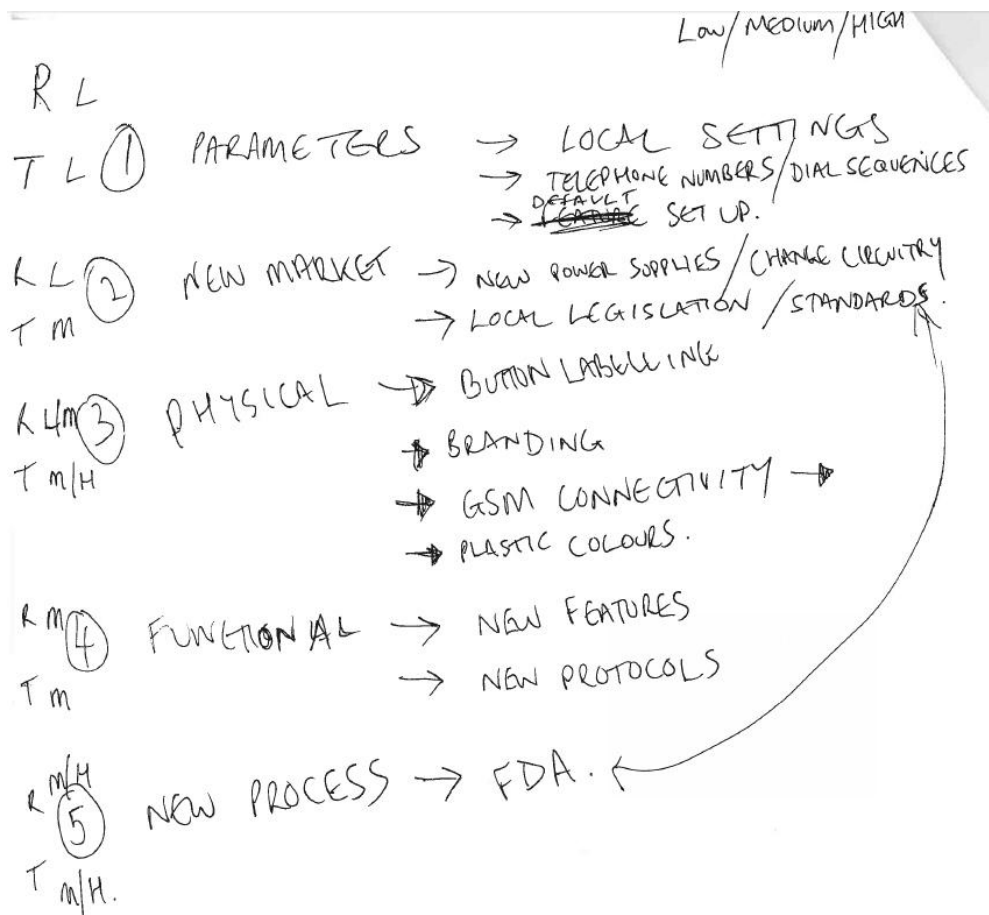 Low/MEDIUM/HIGH
R L
T L ① PARAMETERS → LOCAL SETTINGS
→ TELEPHONE NUMBERS/DIAL SEQUENCES
→ DEFAULT SET UP.
R L ② NEW MARKET → NEW POWER SUPPLIES/CHANGE CIRCUITRY
T M → LOCAL LEGISLATION/STANDARDS.
R L/M ③ PHYSICAL → BUTTON LABELLING
T M/H → BRANDING
→ GSM CONNECTIVITY →
→ PLASTIC COLOURS.
R M ④ FUNCTIONAL → NEW FEATURES
T M → NEW PROTOCOLS
R M/H ⑤ NEW PROCESS → FDA.
T M/H.